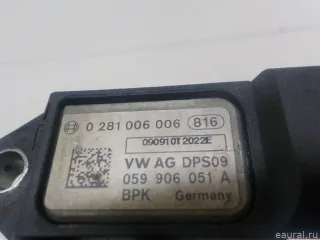 0 281 006 006 816
090910T2022E
VW AG DPS09
059 906 051 A
BPK Germany
eaural.ru